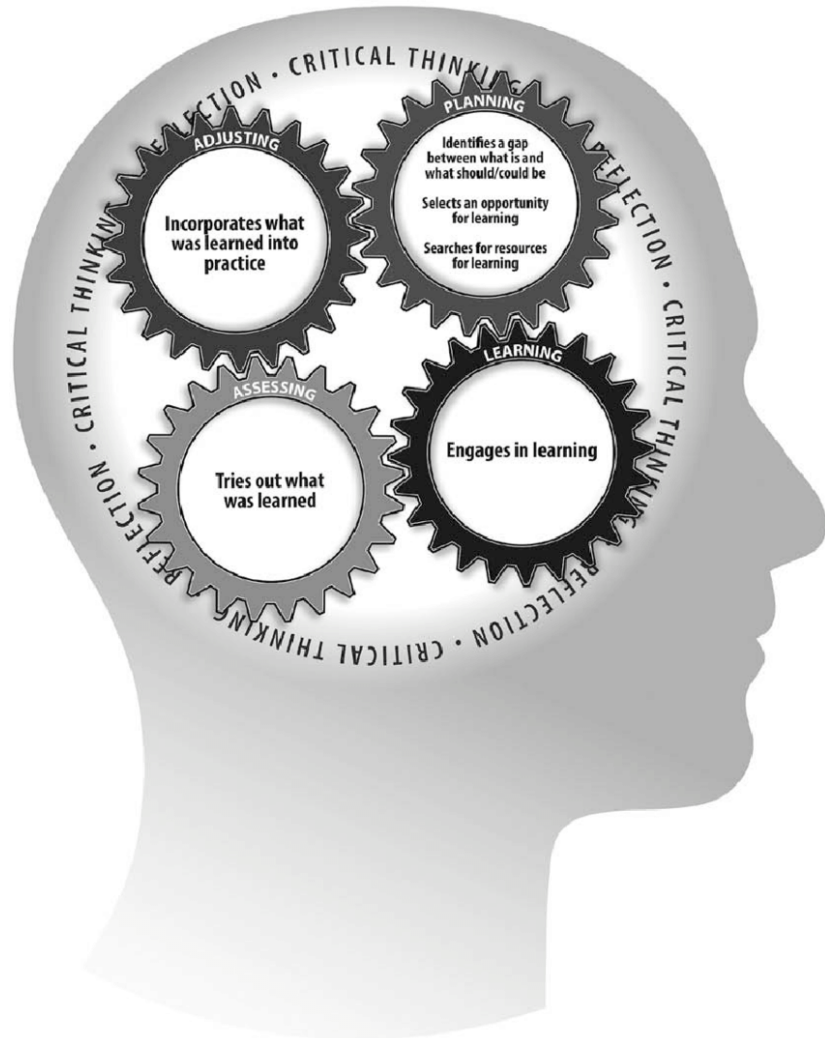 REFLECTION · CRITICAL THINKING
REFLECTION · CRITICAL THINKING
REFLECTION · CRITICAL THINKING
REFLECTION · CRITICAL THINKING
ADJUSTING
Incorporates what
was learned into
practice
PLANNING
Identifies a gap
between what is and
what should/could be
Selects an opportunity
for learning
Searches for resources
for learning
LEARNING
Engages in learning
ASSESSING
Tries out what
was learned